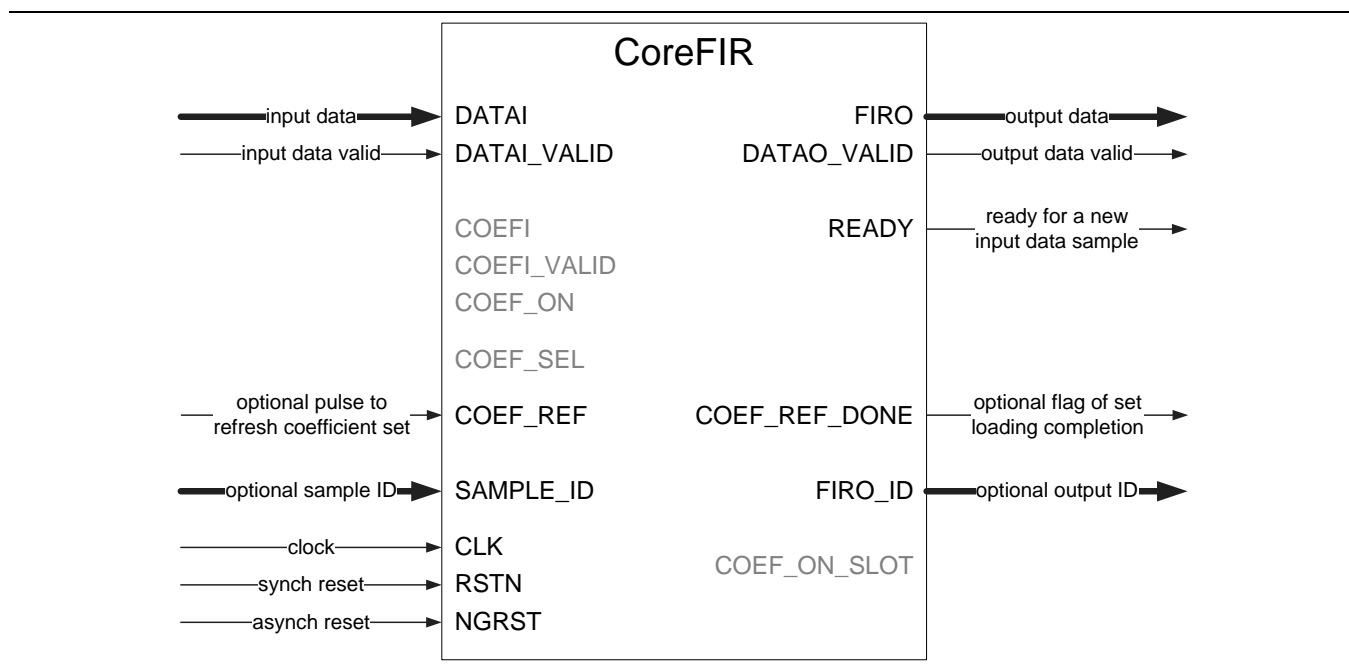 CoreFIR
input data
DATAI
FIRO
output data
input data valid
DATAI_VALID
DATAO_VALID
output data valid
COEFI
READY
ready for a new
input data sample
COEFI_VALID
COEF_ON
COEF_SEL
optional pulse to
refresh coefficient set
COEF_REF
COEF_REF_DONE
optional flag of set
loading completion
optional sample ID
SAMPLE_ID
FIRO_ID
optional output ID
clock
CLK
COEF_ON_SLOT
synch reset
RSTN
asynch reset
NGRST